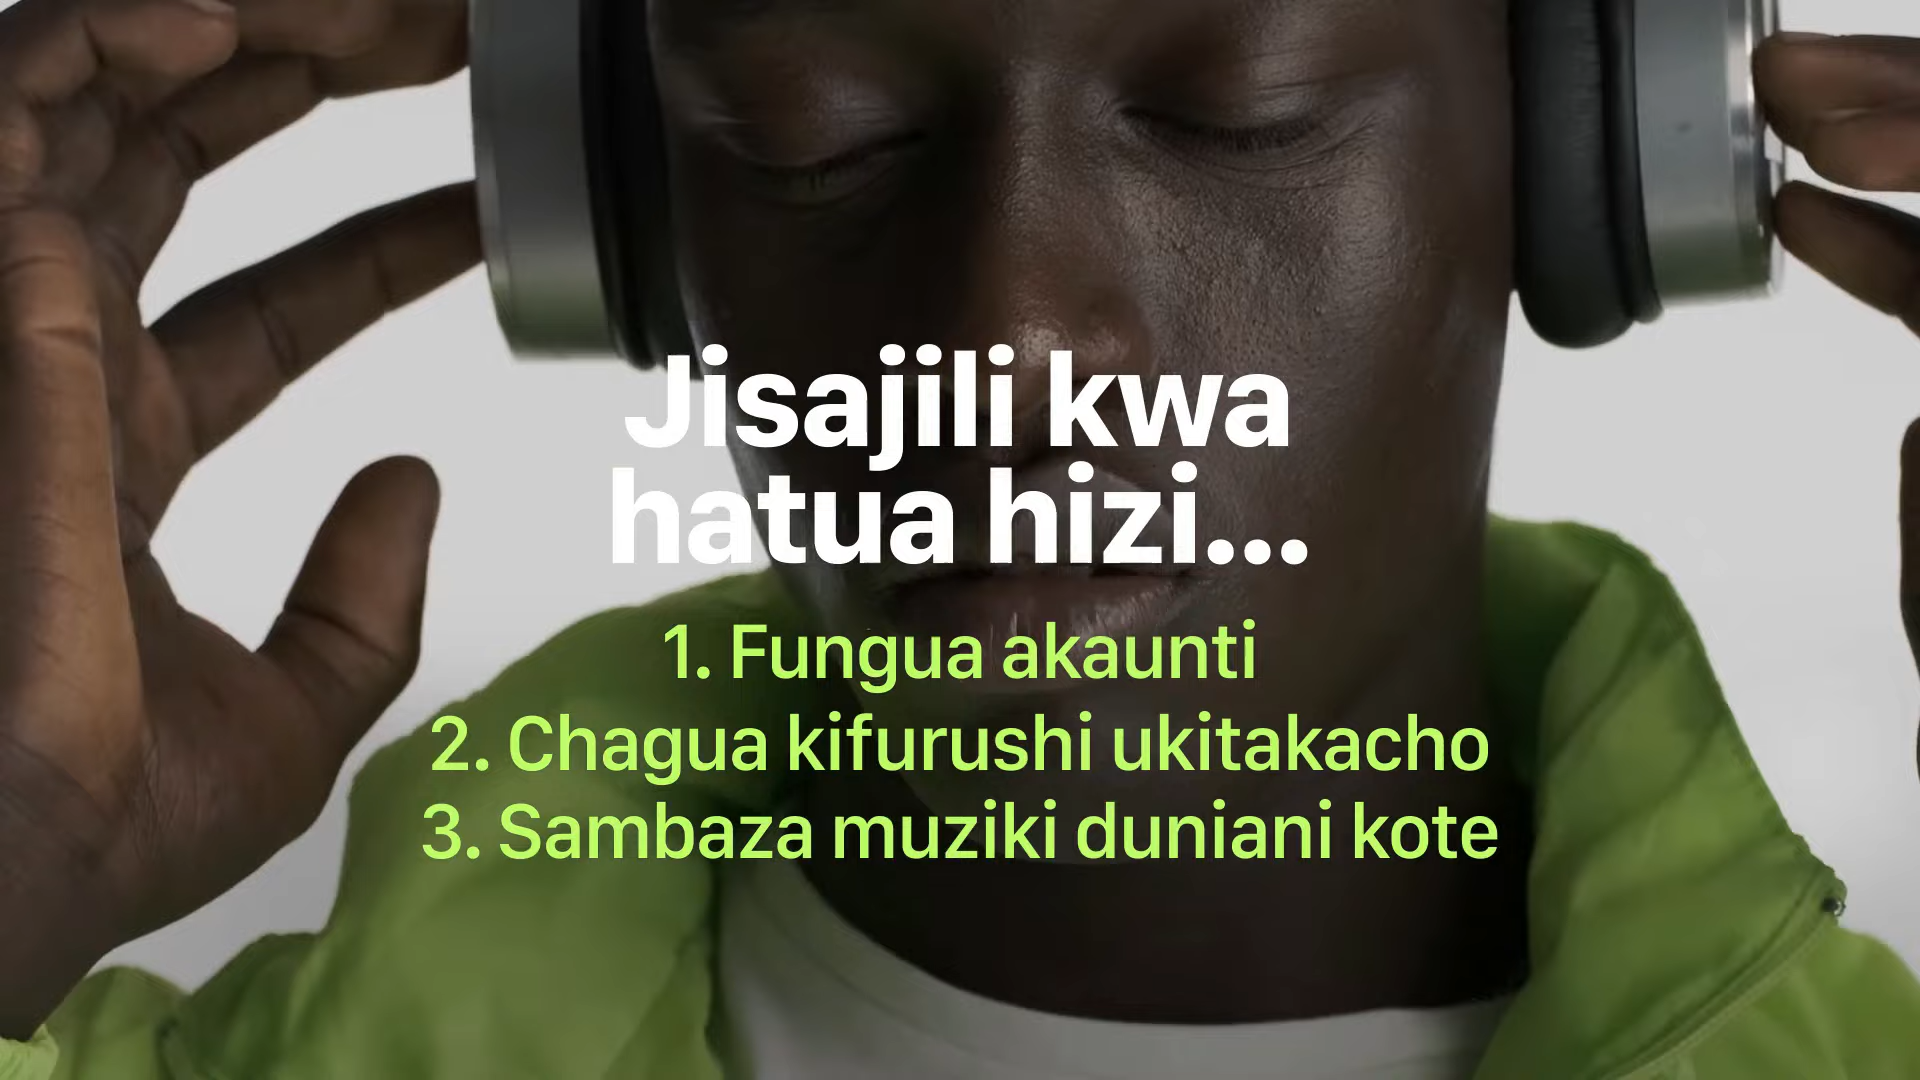 Jisajili kwa
hatua hizi...
1. Fungua akaunti
2. Chagua kifurushi ukitakacho
3. Sambaza muziki duniani kote